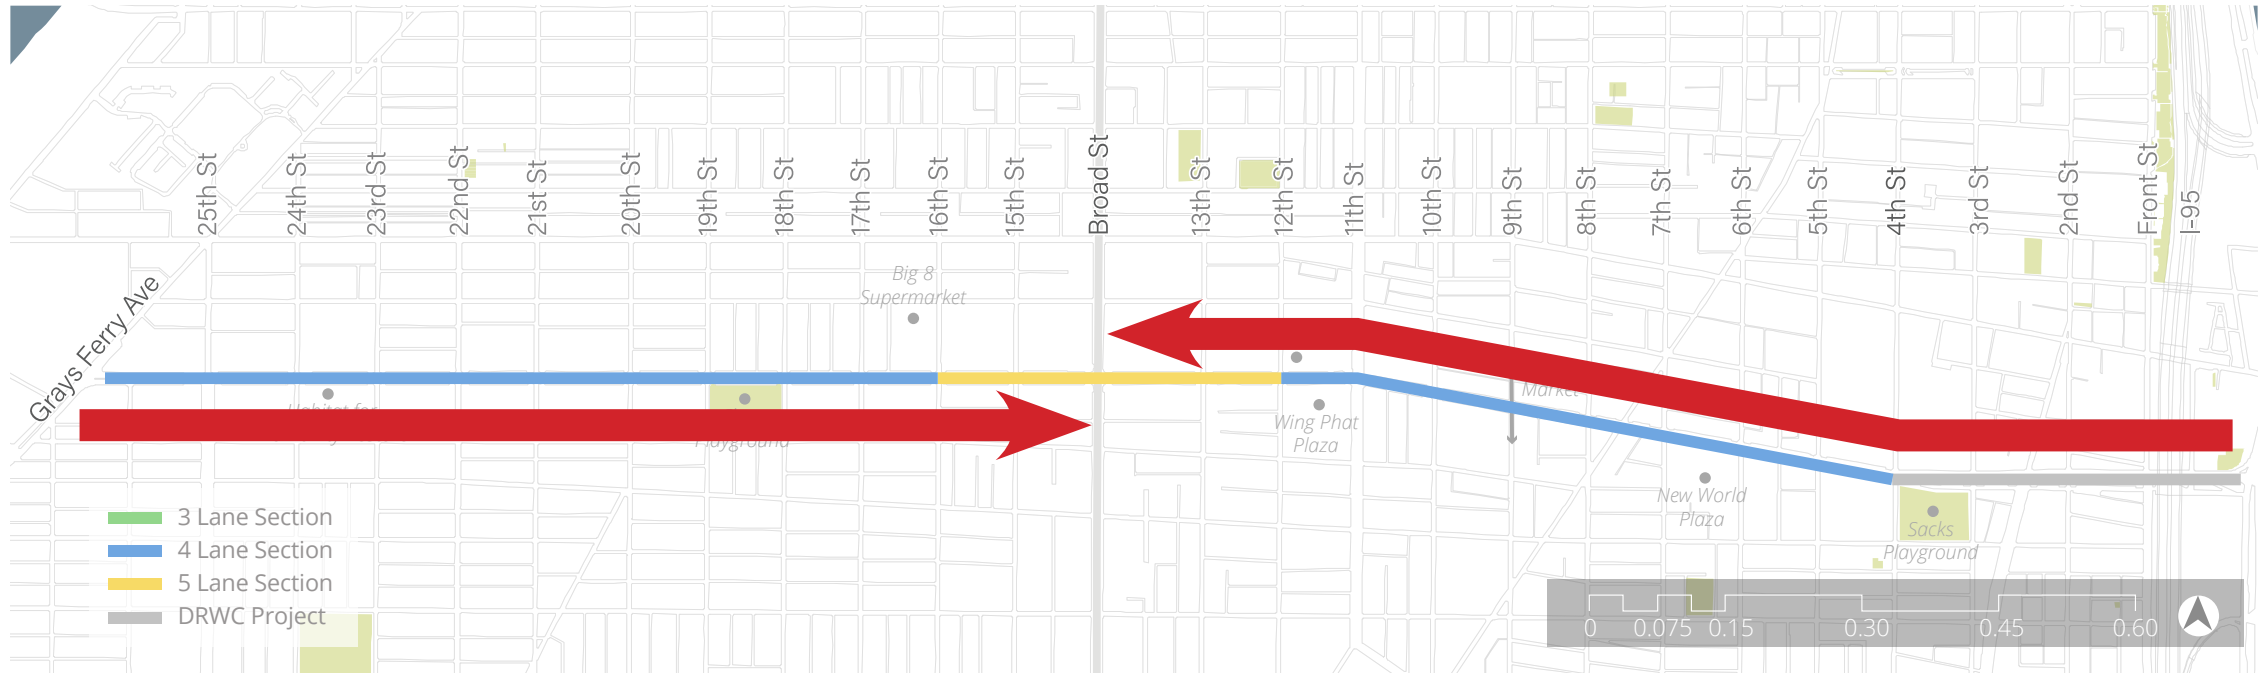 25th St
24th St
23rd St
22nd St
21st St
20th St
19th St
18th St
17th St
16th St
15th St
Broad St
13th St
12th St
11th St
10th St
9th St
8th St
7th St
6th St
5th St
4th St
3rd St
2nd St
Front St
I-95
Grays Ferry Ave
Big 8
Supermarket
Habitat for
Playground
Market
Wing Phat
Plaza
New World
Plaza
Sacks
Playground
3 Lane Section
4 Lane Section
5 Lane Section
DRWC Project
0 0.075 0.15 0.30 0.45 0.60